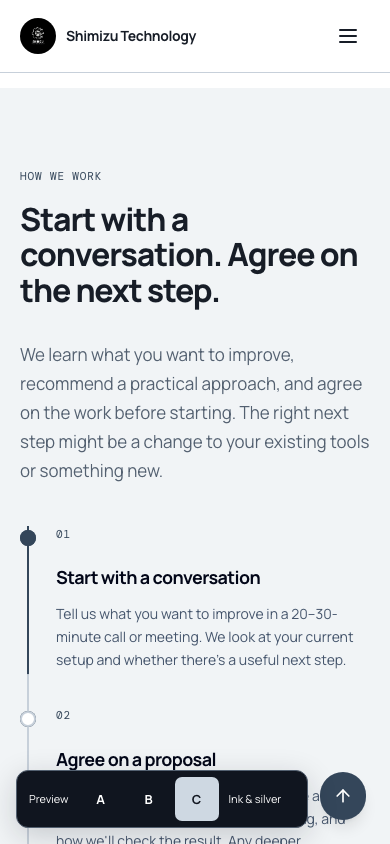 Shimizu Technology
HOW WE WORK
Start with a
conversation. Agree on
the next step.
We learn what you want to improve,
recommend a practical approach, and agree
on the work before starting. The right next
step might be a change to your existing tools
or something new.
01
Start with a conversation
Tell us what you want to improve in a 20–30-
minute call or meeting. We look at your current
setup and whether there's a useful next step.
02
Agree on a proposal
Preview A B C Ink & silver
and
how we'll check the result. Any deeper